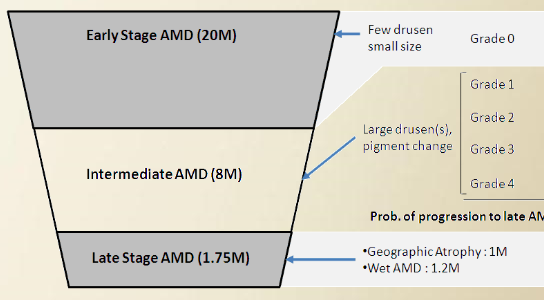 Early Stage AMD (20M)
Few drusen
small size
Grade 0
Grade 1
Large drusen(s),
pigment change
Grade 2
Grade 3
Intermediate AMD (8M)
Grade 4
Prob. of progression to late
Late Stage AMD (1.75M)
•Geographic Atrophy : 1M
•Wet AMD : 1.2M